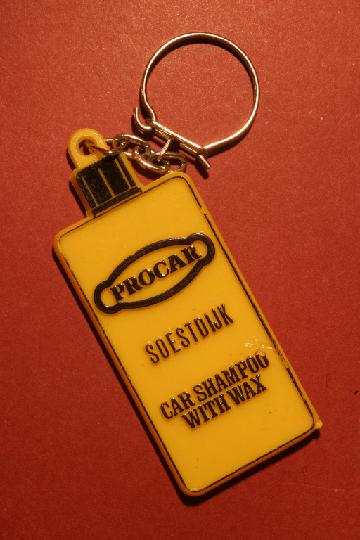 PROCAR
SOESTDIJK
CAR SHAMPOO
WITH WAX